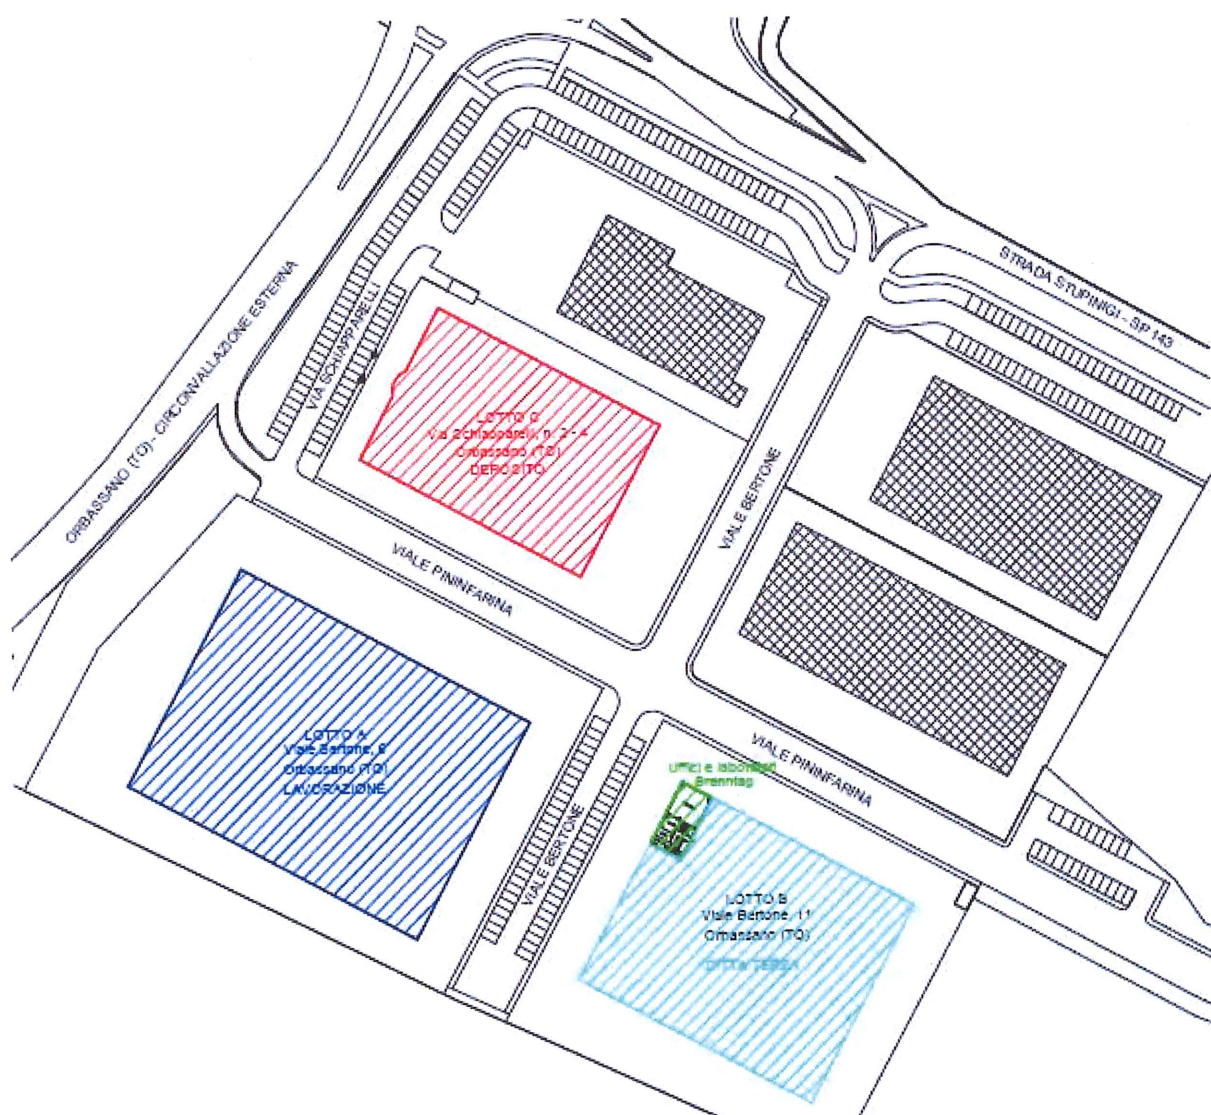 STRADA STUPINIGI - SP 143
ORBASSANO (TO) - CIRCONVALLAZIONE ESTERNA
VIA SCHIAPPARELLI
LOTTO C
Via Schiapparelli, n. 2 - 4
Orbassano (TO)
DEPOSITO
VIALE BERTONE
VIALE PININFARINA
LOTTO A
Viale Bertone, 6
Orbassano (TO)
LAVORAZIONE
VIALE BERTONE
VIALE PININFARINA
Uffici e laboratori
Brenntag
LOTTO B
Viale Bertone, 11
Orbassano (TO)
DITTA TERZA